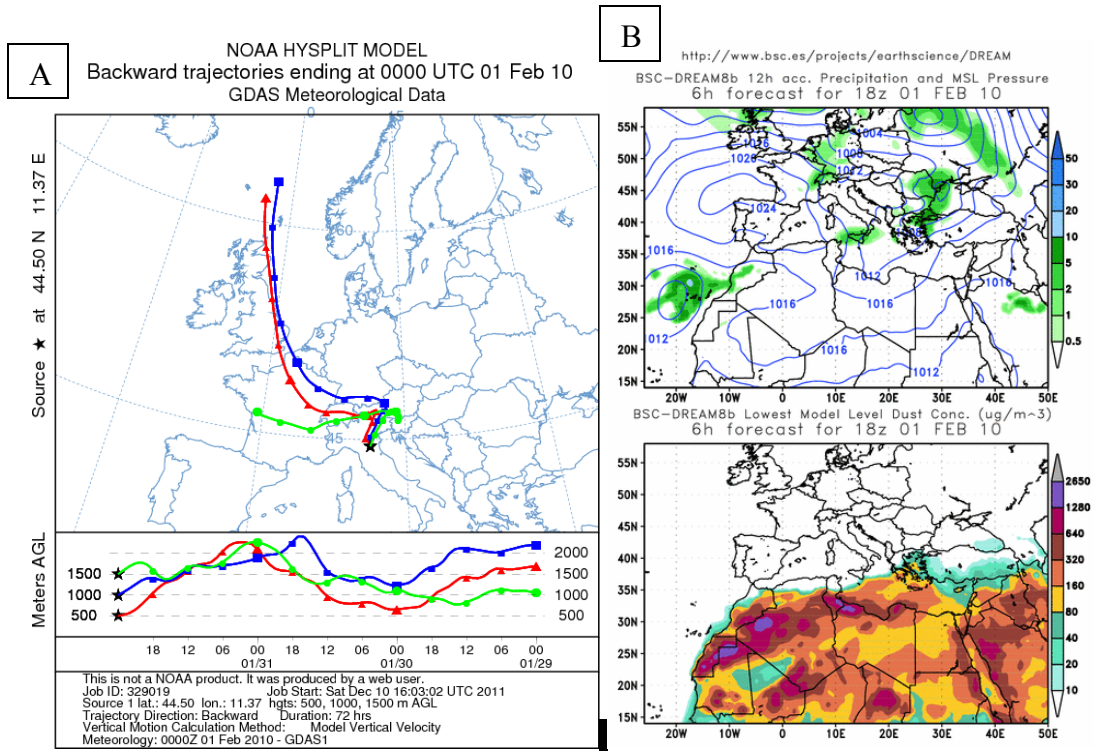 A
NOAA HYSPLIT MODEL
Backward trajectories ending at 0000 UTC 01 Feb 10
GDAS Meteorological Data
0
15
60
45
Source ★ at 44.50 N 11.37 E
Meters AGL
1500
1000
500
2000
1500
1000
500
18 12 06 00 18 12 06 00 18 12 06 00
01/31 01/30 01/29
This is not a NOAA product. It was produced by a web user.
Job ID: 329019 Job Start: Sat Dec 10 16:03:02 UTC 2011
Source 1 lat.: 44.50 lon.: 11.37 hgts: 500, 1000, 1500 m AGL
Trajectory Direction: Backward Duration: 72 hrs
Vertical Motion Calculation Method: Model Vertical Velocity
Meteorology: 0000Z 01 Feb 2010 - GDAS1
B
http://www.bsc.es/projects/earthscience/DREAM
BSC-DREAM8b 12h acc. Precipitation and MSL Pressure
6h forecast for 18z 01 FEB 10
55N
50N
45N
40N
35N
30N
25N
20N
15N
1004
1016
1020
1008
1012
1024
1016
1012
1016
1016
1016
1012
1016
1012
20W 10W 0 10E 20E 30E 40E 50E
50
30
20
10
5
2
1
0.5
BSC-DREAM8b Lowest Model Level Dust Conc. (ug/m^3)
6h forecast for 18z 01 FEB 10
55N
50N
45N
40N
35N
30N
25N
20N
15N
20W 10W 0 10E 20E 30E 40E 50E
2650
1280
640
320
160
80
40
20
10